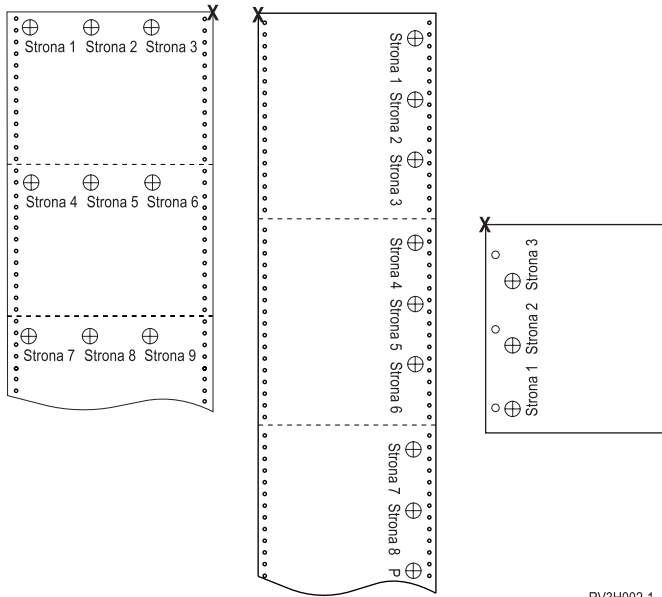 X
Strona 1 Strona 2 Strona 3
Strona 4 Strona 5 Strona 6
Strona 7 Strona 8 Strona 9
X
Strona 1
Strona 2
Strona 3
Strona 4
Strona 5
Strona 6
Strona 7
Strona 8
P
X
Strona 3
Strona 2
Strona 1
RV3H002-1